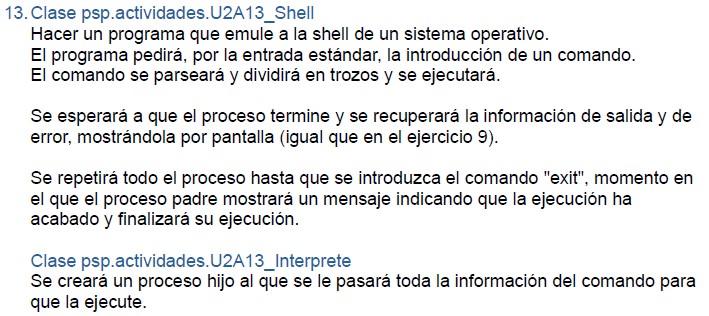 13. Clase psp.actividades.U2A13_Shell
Hacer un programa que emule a la shell de un sistema operativo.
El programa pedirá, por la entrada estándar, la introducción de un comando.
El comando se parseará y dividirá en trozos y se ejecutará.
Se esperará a que el proceso termine y se recuperará la información de salida y de
error, mostrándola por pantalla (igual que en el ejercicio 9).
Se repetirá todo el proceso hasta que se introduzca el comando "exit", momento en
el que el proceso padre mostrará un mensaje indicando que la ejecución ha
acabado y finalizará su ejecución.
Clase psp.actividades.U2A13_Interprete
Se creará un proceso hijo al que se le pasará toda la información del comando para
que la ejecute.